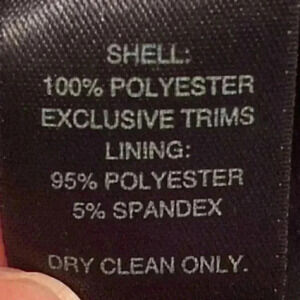 SHELL:
100% POLYESTER
EXCLUSIVE TRIMS
LINING:
95% POLYESTER
5% SPANDEX
DRY CLEAN ONLY.